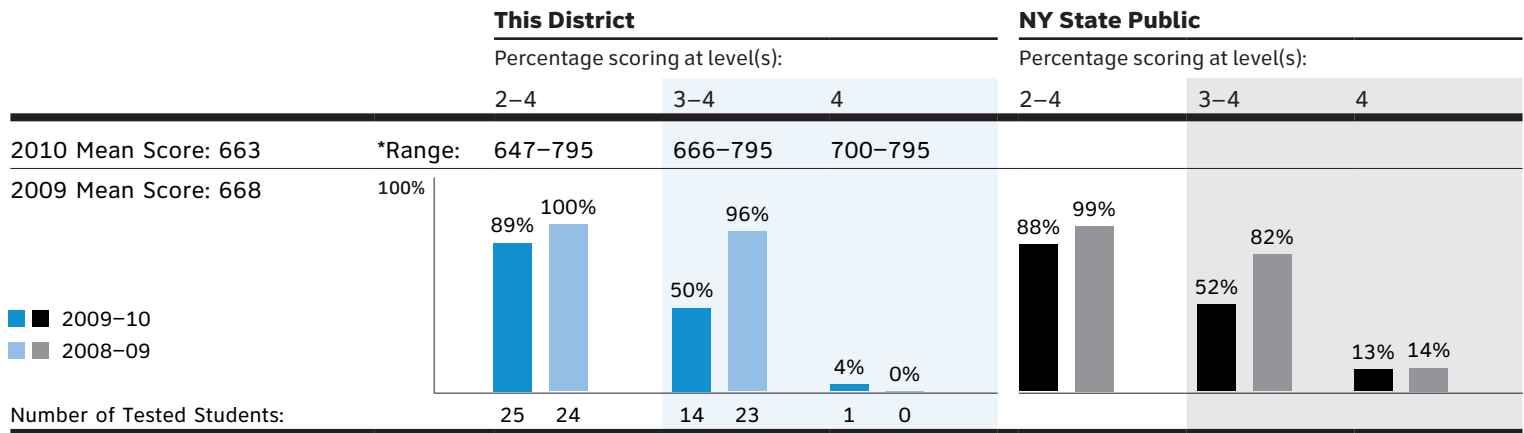 This District NY State Public
Percentage scoring at level(s): Percentage scoring at level(s):
2–4 3–4 4 2–4 3–4 4
2010 Mean Score: 663 *Range: 647–795 666–795 700–795
2009 Mean Score: 668 100%
89% 100% 50% 96% 4% 0% 88% 99% 52% 82% 13% 14%
2009–10
2008–09
Number of Tested Students: 25 24 14 23 1 0